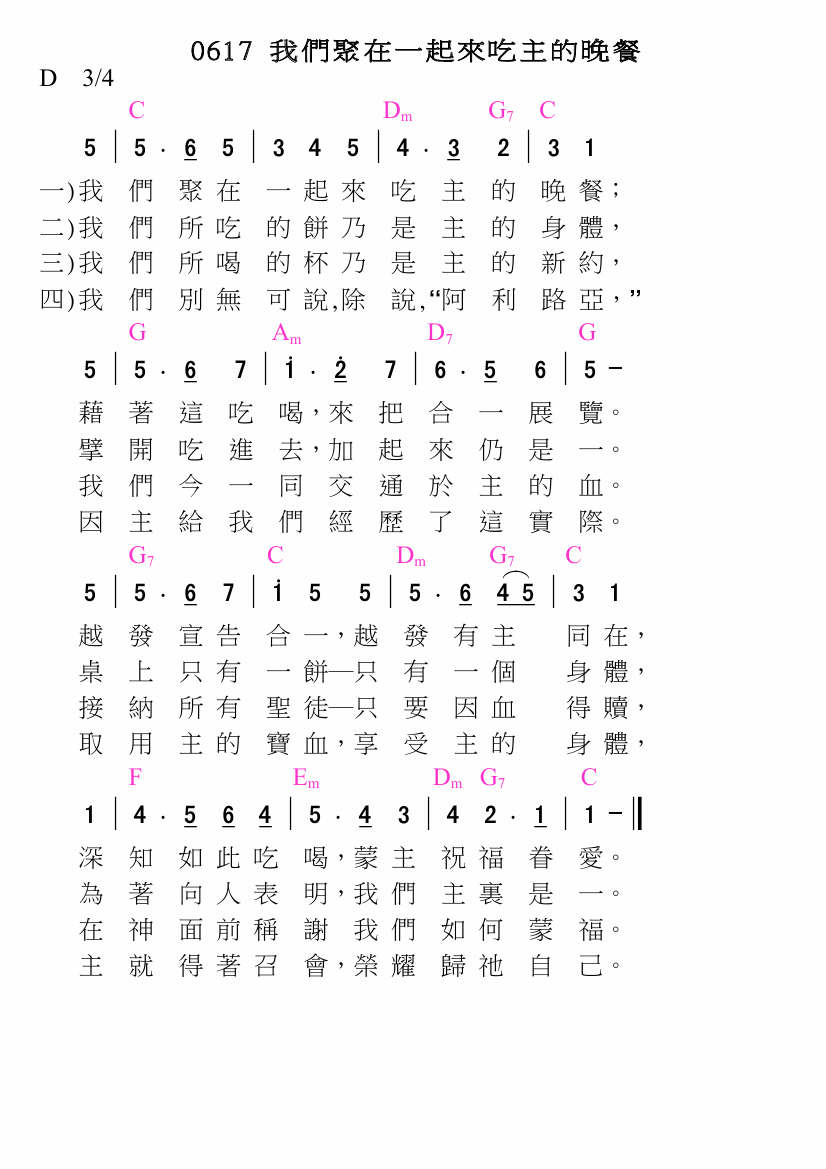 0617 我們聚在一起來吃主的晚餐
D 3/4
C Dm G7 C
5 | 5 . 6 5 | 3 4 5 | 4 . 3 2 | 3 1
一)我們聚在一起來吃主的晚餐；
二)我們所吃的餅乃是主的身體，
三)我們所喝的杯乃是主的新約，
四)我們別無可說,除說,“阿利路亞，”
G Am D7 G
5 | 5 . 6 7 | i . 2̇ 7 | 6 . 5 6 | 5 –
藉著這吃喝，來把合一展覽。
擘開吃進去，加起來仍是一。
我們今一同交通於主的血。
因主給我們經歷了這實際。
G7 C Dm G7 C
5 | 5 . 6 7 | i 5 5 | 5 . 6 4 5 | 3 1
越發宣告合一，越發有主同在，
桌上只有一餅—只有一個身體，
接納所有聖徒—只要因血得贖，
取用主的寶血，享受主的身體，
F Em Dm G7 C
1 | 4 . 5 6 4 | 5 . 4 3 | 4 2 . 1 | 1 – ‖
深知如此吃喝，蒙主祝福眷愛。
為著向人表明，我們主裏是一。
在神面前稱謝我們如何蒙福。
主就得著召會，榮耀歸祂自己。